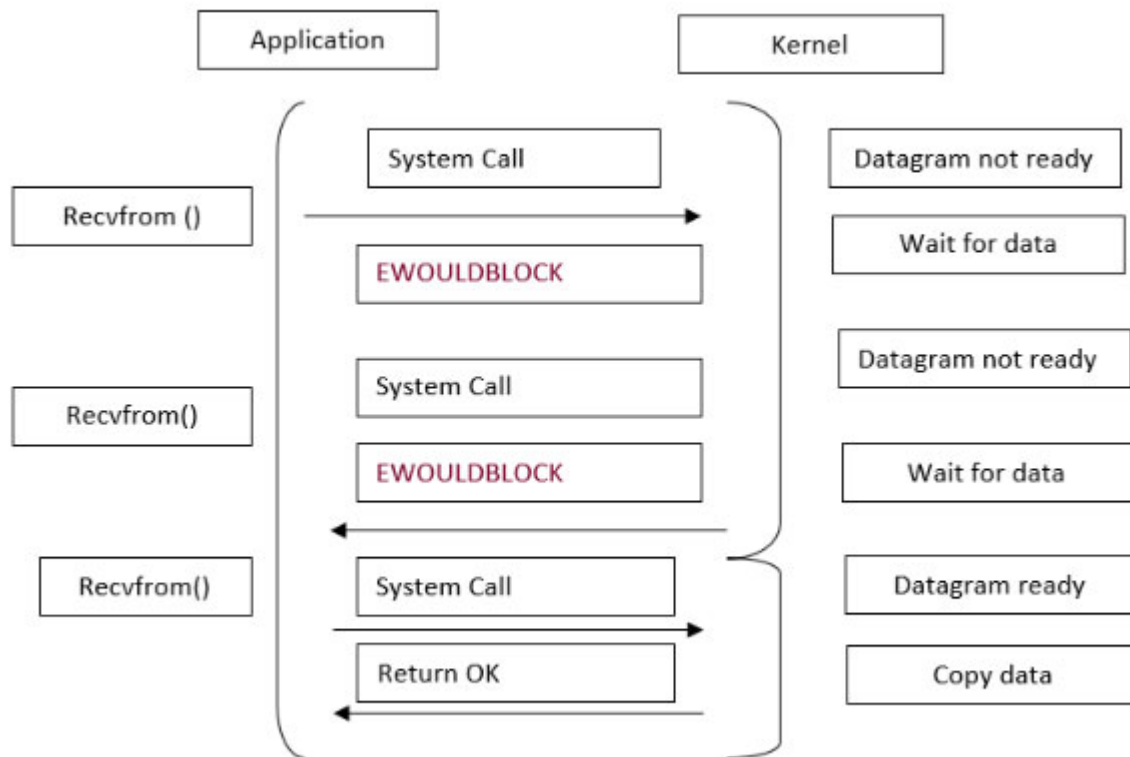 Application
Kernel
System Call
Datagram not ready
Recvfrom ()
Wait for data
EWOULDBLOCK
Datagram not ready
System Call
Recvfrom()
EWOULDBLOCK
Wait for data
Recvfrom()
System Call
Datagram ready
Return OK
Copy data